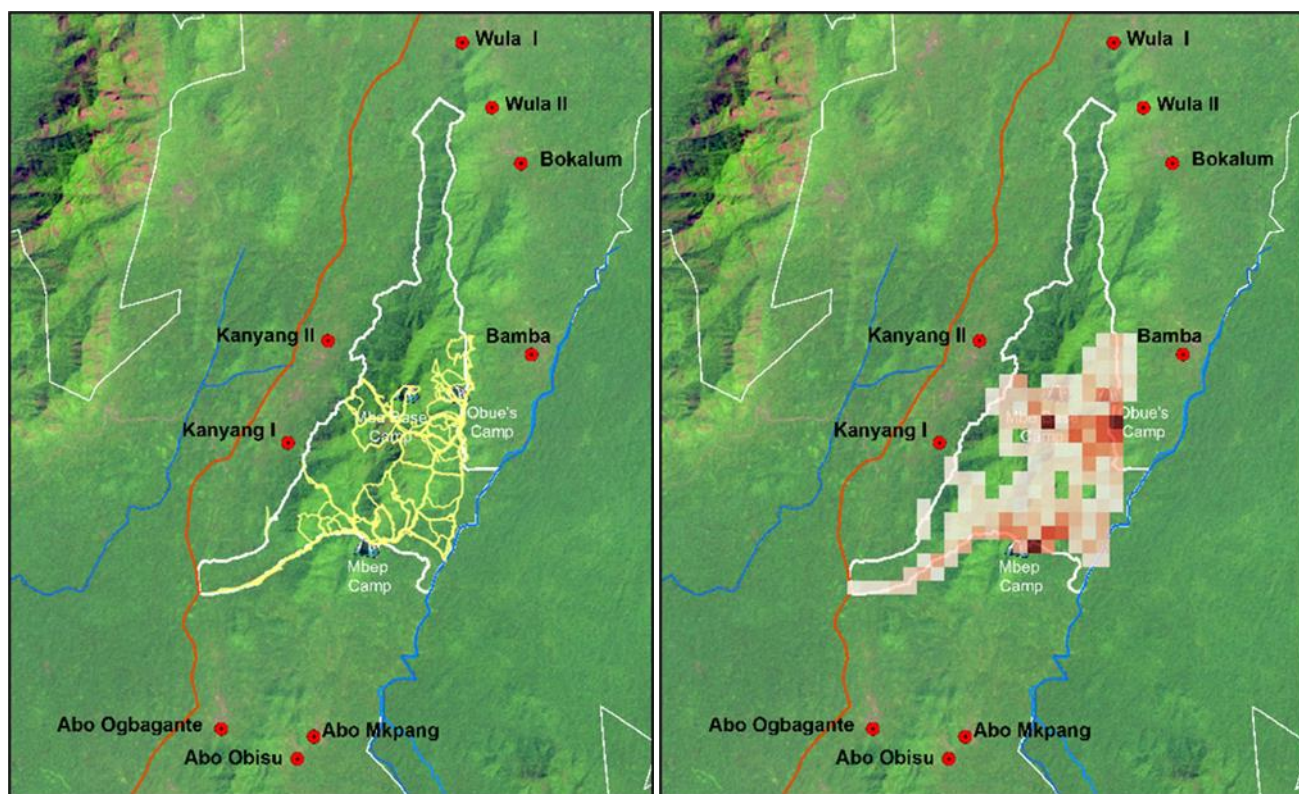 Wula I
Wula II
Bokalum
Kanyang II
Bamba
Mbe Base
Camp
Obue's
Camp
Kanyang I
Mbep
Camp
Abo Ogbagante
Abo Mkpang
Abo Obisu
Wula I
Wula II
Bokalum
Kanyang II
Bamba
Obue's
Camp
Kanyang I
Mbep
Camp
Abo Ogbagante
Abo Mkpang
Abo Obisu